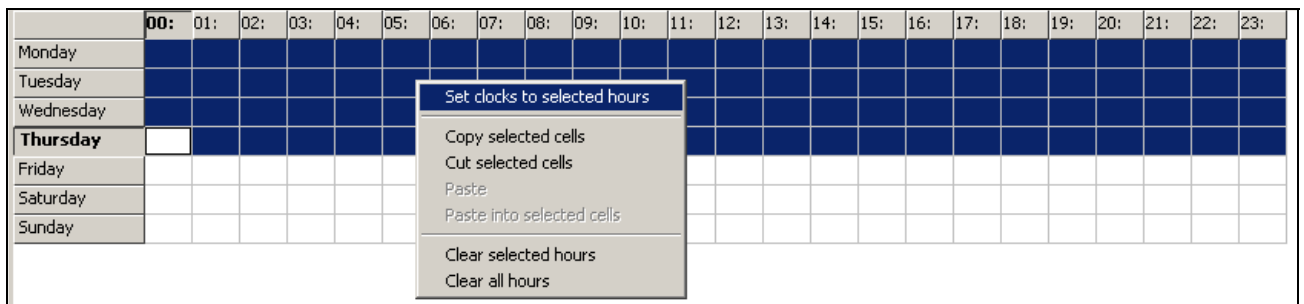 00: 01: 02: 03: 04: 05: 06: 07: 08: 09: 10: 11: 12: 13: 14: 15: 16: 17: 18: 19: 20: 21: 22: 23:
Monday
Tuesday
Wednesday
Thursday
Friday
Saturday
Sunday
Set clocks to selected hours
Copy selected cells
Cut selected cells
Paste
Paste into selected cells
Clear selected hours
Clear all hours